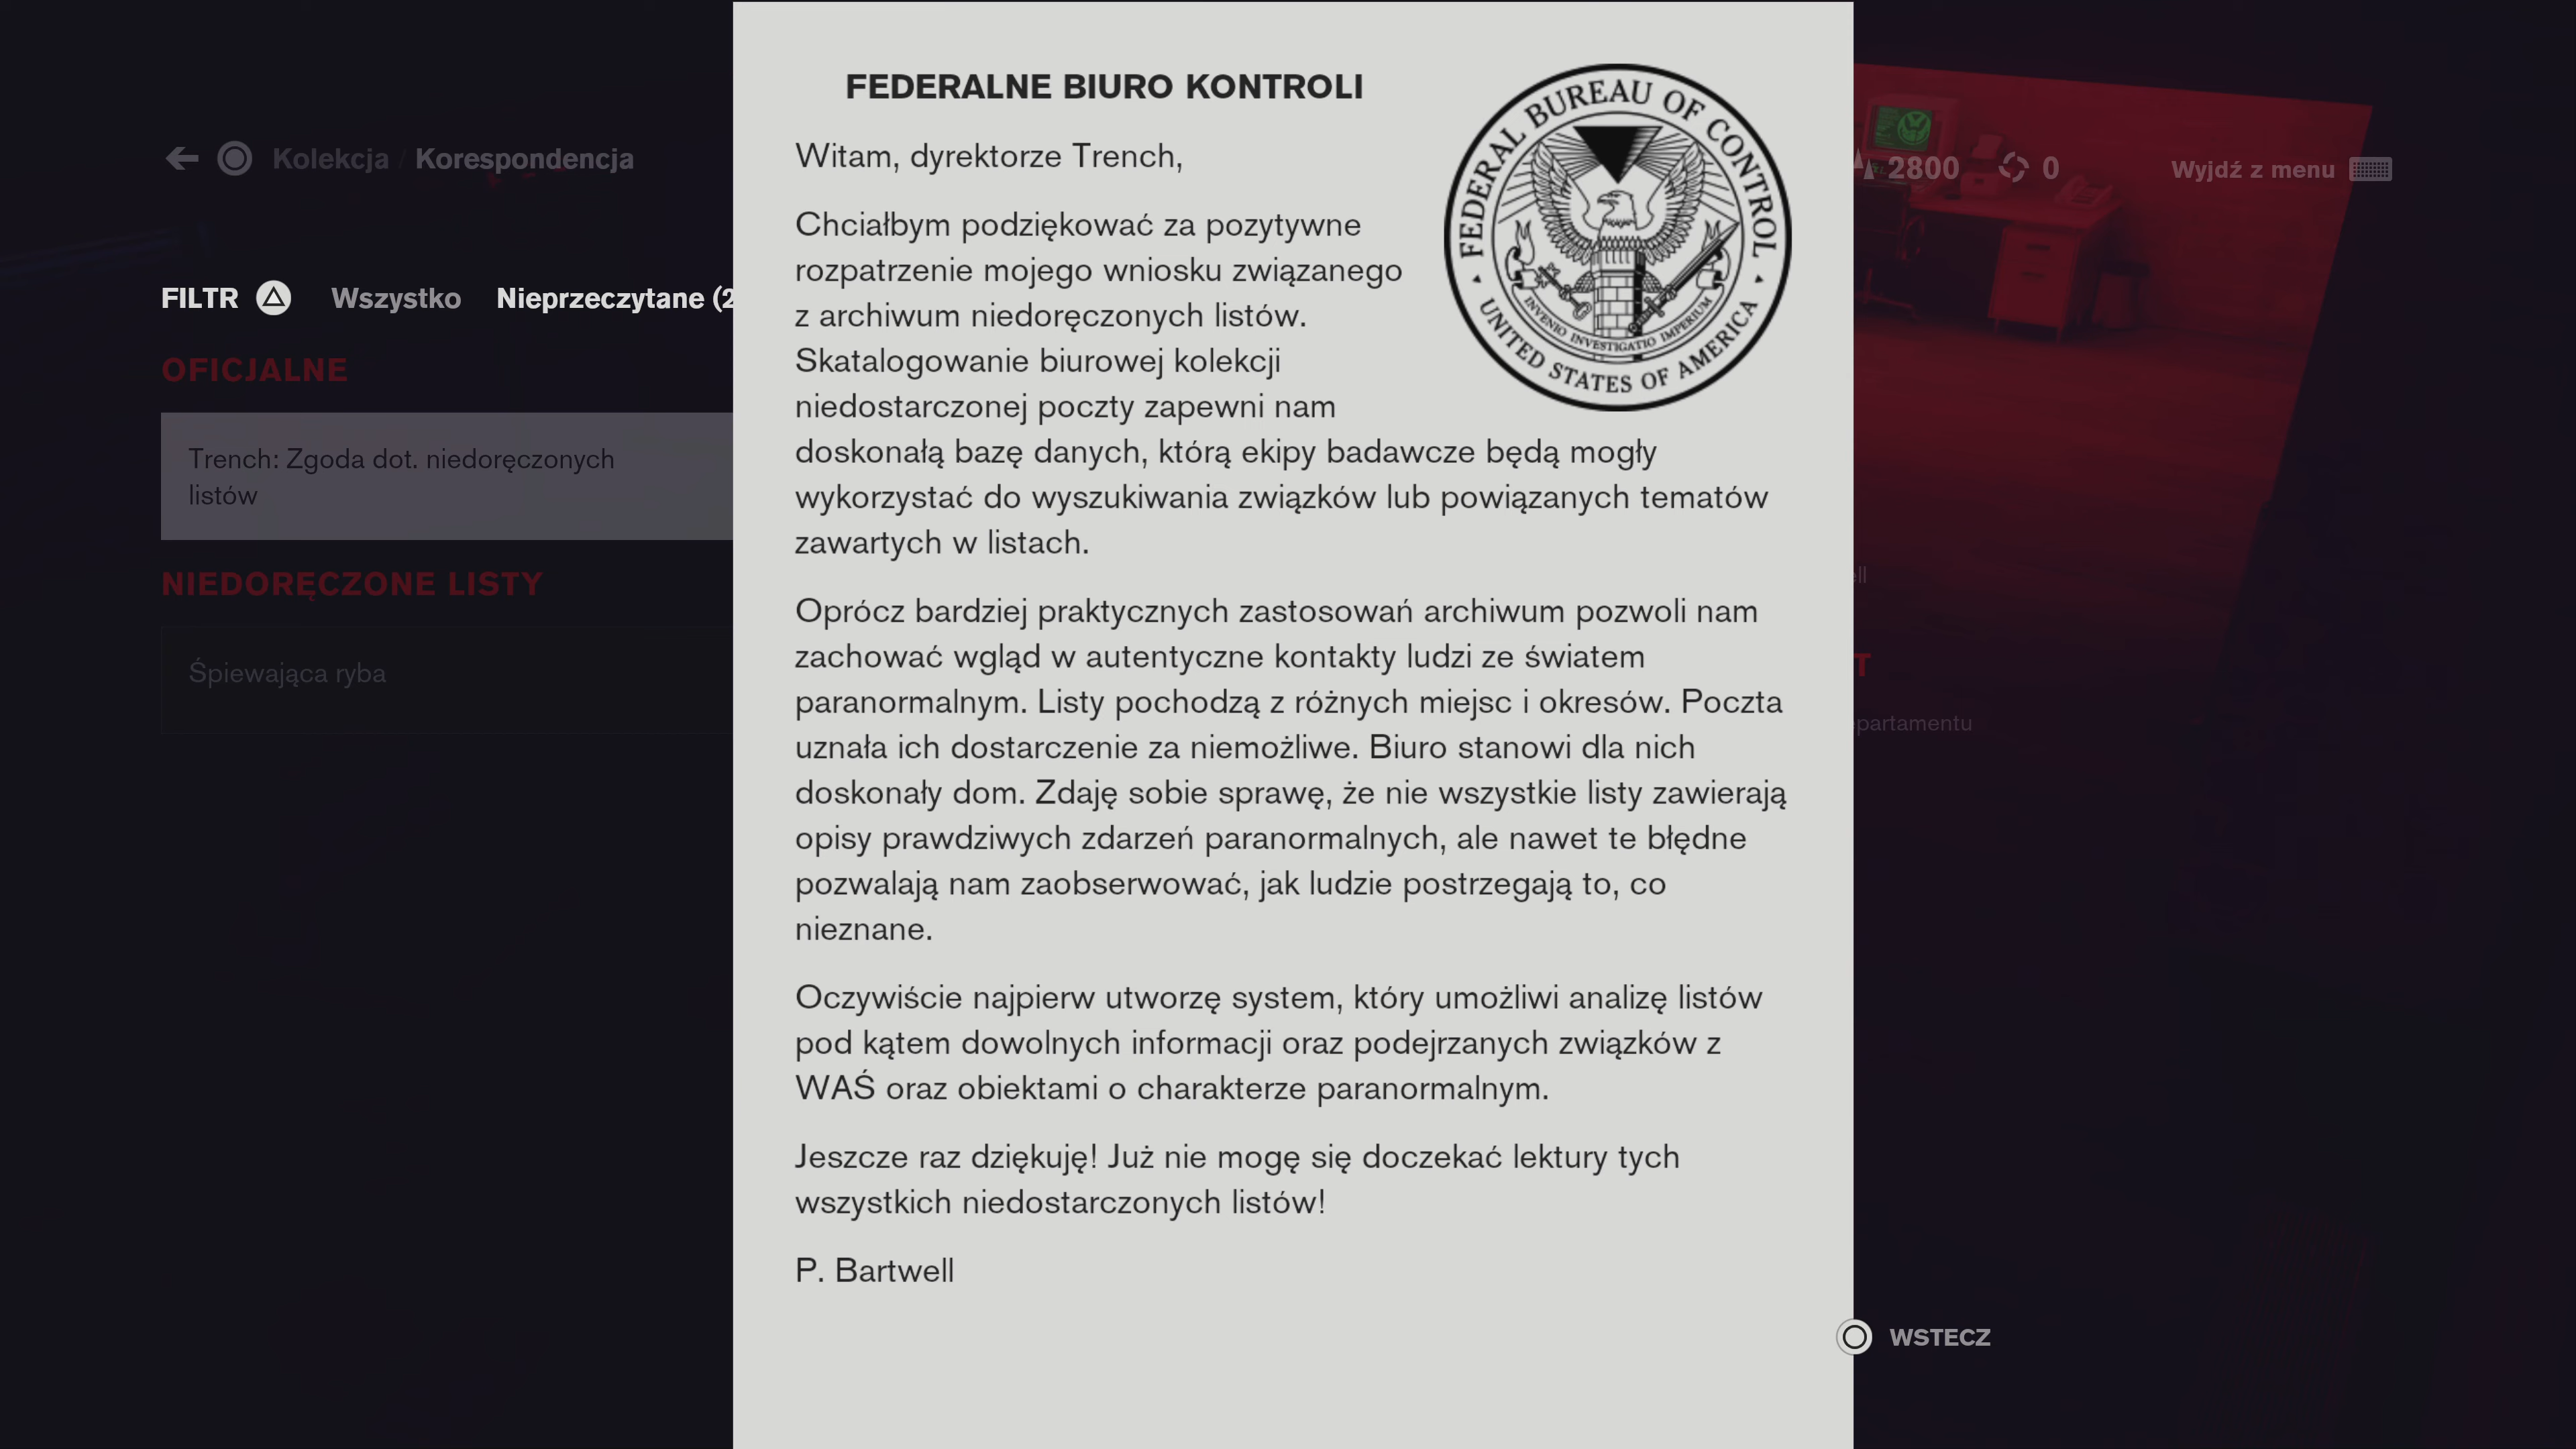 Kolekcja / Korespondencja
2800
0
Wyjdź z menu
FILTR
Wszystko
Nieprzeczytane (2
OFICJALNE
Trench: Zgoda dot. niedoręczonych
listów
NIEDORĘCZONE LISTY
Śpiewająca ryba
FEDERALNE BIURO KONTROLI
FEDERAL BUREAU OF CONTROL
UNITED STATES OF AMERICA
INVENIO INVESTIGATIO IMPERIUM
Witam, dyrektorze Trench,
Chciałbym podziękować za pozytywne
rozpatrzenie mojego wniosku związanego
z archiwum niedoręczonych listów.
Skatalogowanie biurowej kolekcji
niedostarczonej poczty zapewni nam
doskonałą bazę danych, którą ekipy badawcze będą mogły
wykorzystać do wyszukiwania związków lub powiązanych tematów
zawartych w listach.
Oprócz bardziej praktycznych zastosowań archiwum pozwoli nam
zachować wgląd w autentyczne kontakty ludzi ze światem
paranormalnym. Listy pochodzą z różnych miejsc i okresów. Poczta
uznała ich dostarczenie za niemożliwe. Biuro stanowi dla nich
doskonały dom. Zdaję sobie sprawę, że nie wszystkie listy zawierają
opisy prawdziwych zdarzeń paranormalnych, ale nawet te błędne
pozwalają nam zaobserwować, jak ludzie postrzegają to, co
nieznane.
Oczywiście najpierw utworzę system, który umożliwi analizę listów
pod kątem dowolnych informacji oraz podejrzanych związków z
WAŚ oraz obiektami o charakterze paranormalnym.
Jeszcze raz dziękuję! Już nie mogę się doczekać lektury tych
wszystkich niedostarczonych listów!
P. Bartwell
ell
T
epartamentu
WSTECZ